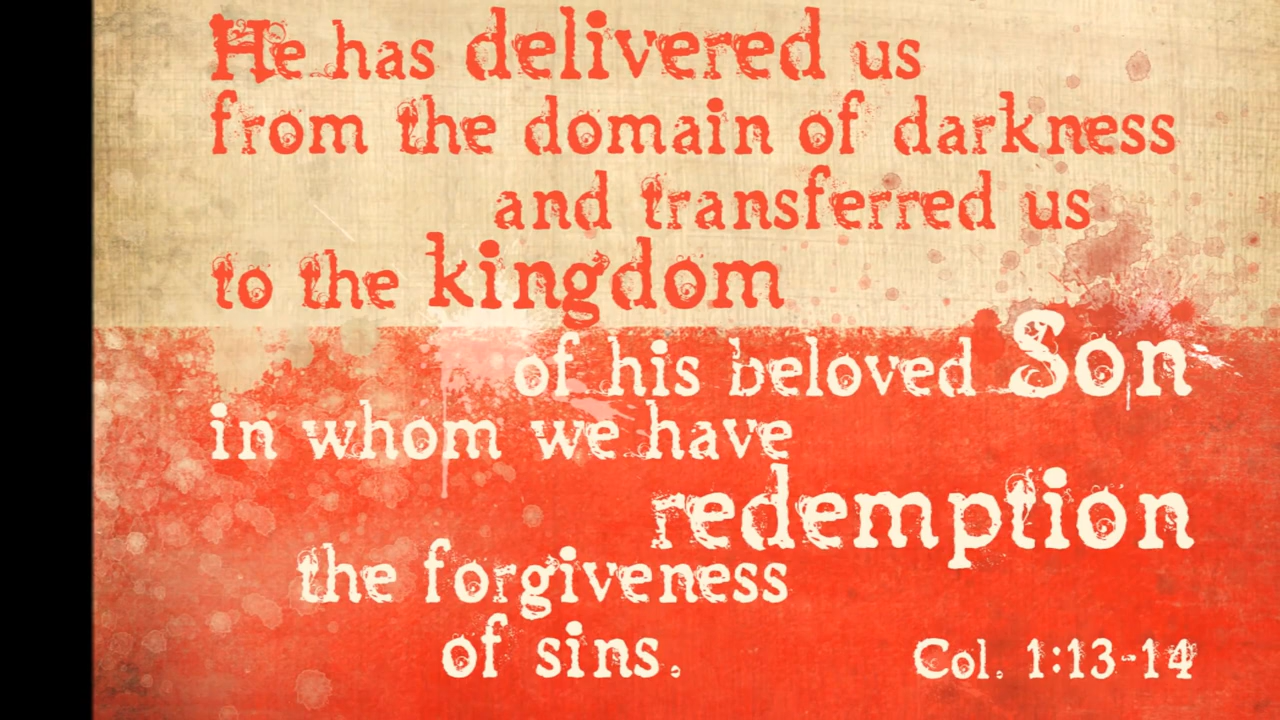 He has delivered us
from the domain of darkness
and transferred us
to the kingdom
of his beloved Son
in whom we have
redemption
the forgiveness
of sins.
Col. 1:13-14